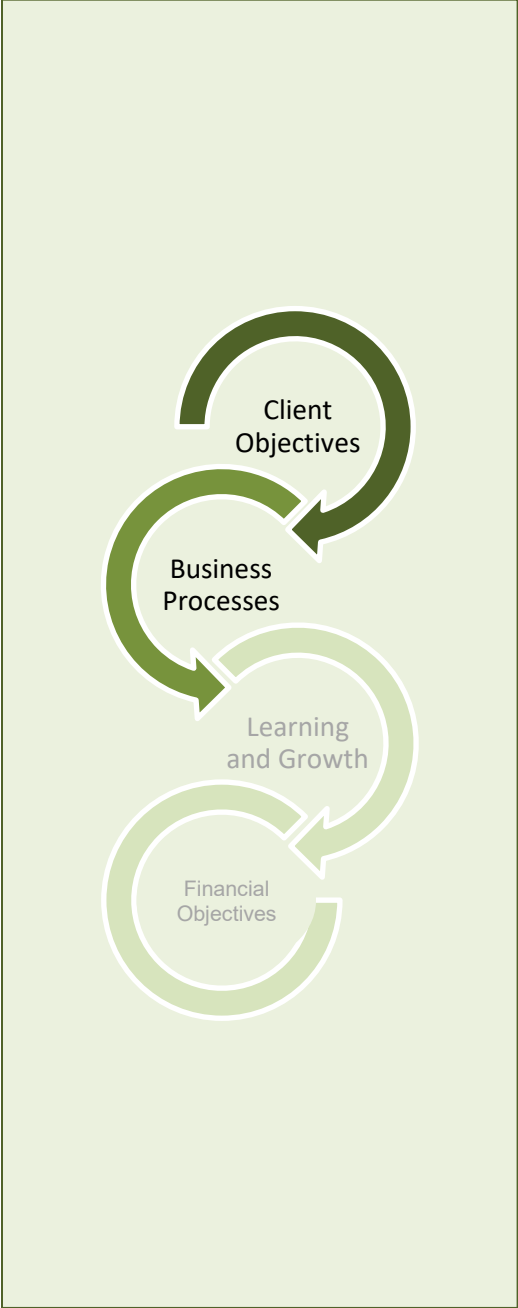 Client
Objectives
Business
Processes
Learning
and Growth
Financial
Objectives